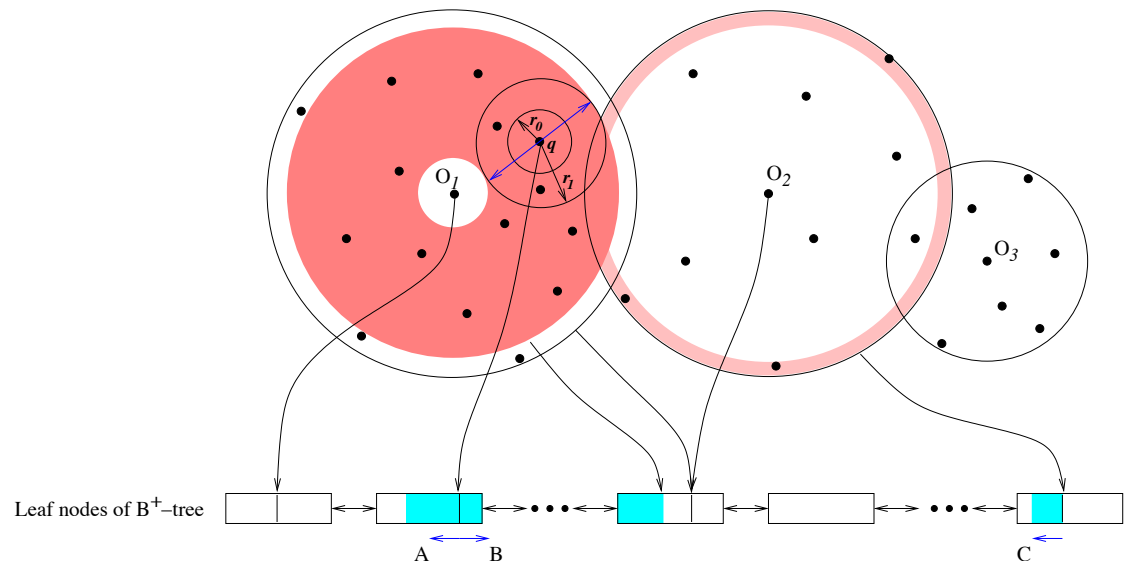 r0
q
O1
r1
O2
O3
Leaf nodes of B+–tree
A B C